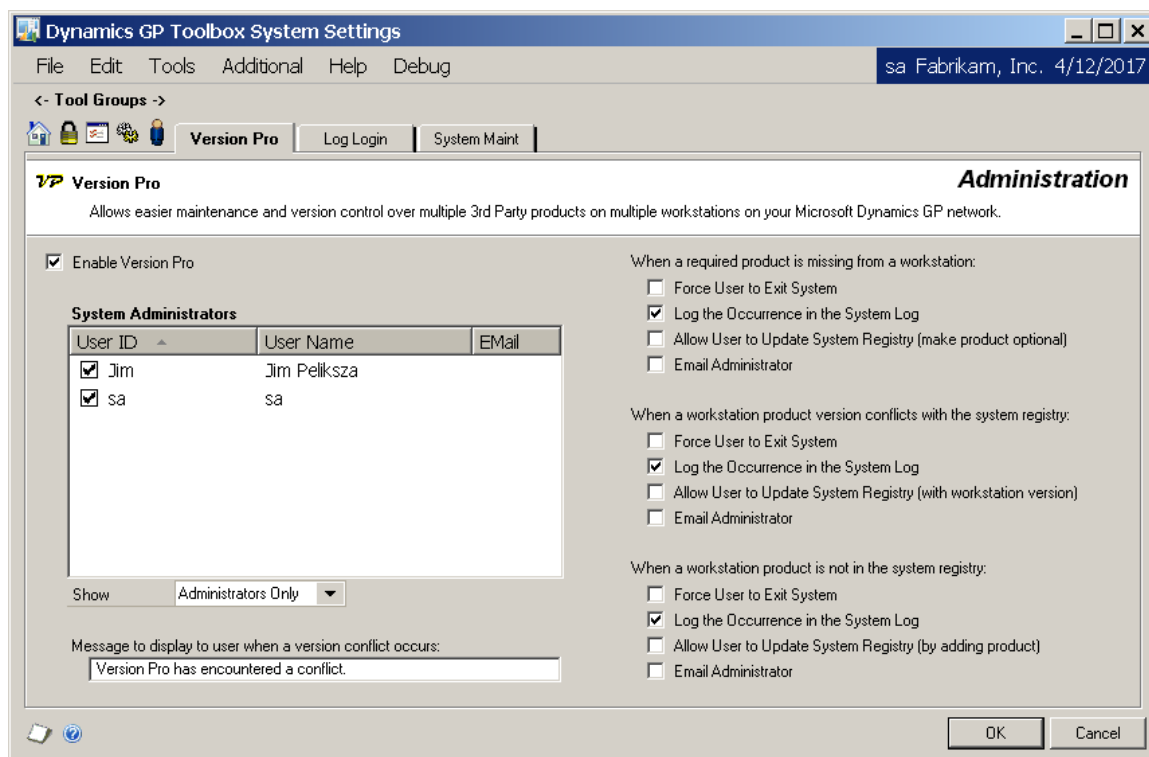 Dynamics GP Toolbox System Settings
File Edit Tools Additional Help Debug sa Fabrikam, Inc. 4/12/2017
<- Tool Groups ->
Version Pro Log Login System Maint
VP Version Pro Administration
Allows easier maintenance and version control over multiple 3rd Party products on multiple workstations on your Microsoft Dynamics GP network.
Enable Version Pro
System Administrators
User ID User Name EMail
Jim Jim Peliksza
sa sa
Show Administrators Only
Message to display to user when a version conflict occurs:
Version Pro has encountered a conflict.
When a required product is missing from a workstation:
Force User to Exit System
Log the Occurrence in the System Log
Allow User to Update System Registry (make product optional)
Email Administrator
When a workstation product version conflicts with the system registry:
Force User to Exit System
Log the Occurrence in the System Log
Allow User to Update System Registry (with workstation version)
Email Administrator
When a workstation product is not in the system registry:
Force User to Exit System
Log the Occurrence in the System Log
Allow User to Update System Registry (by adding product)
Email Administrator
OK Cancel